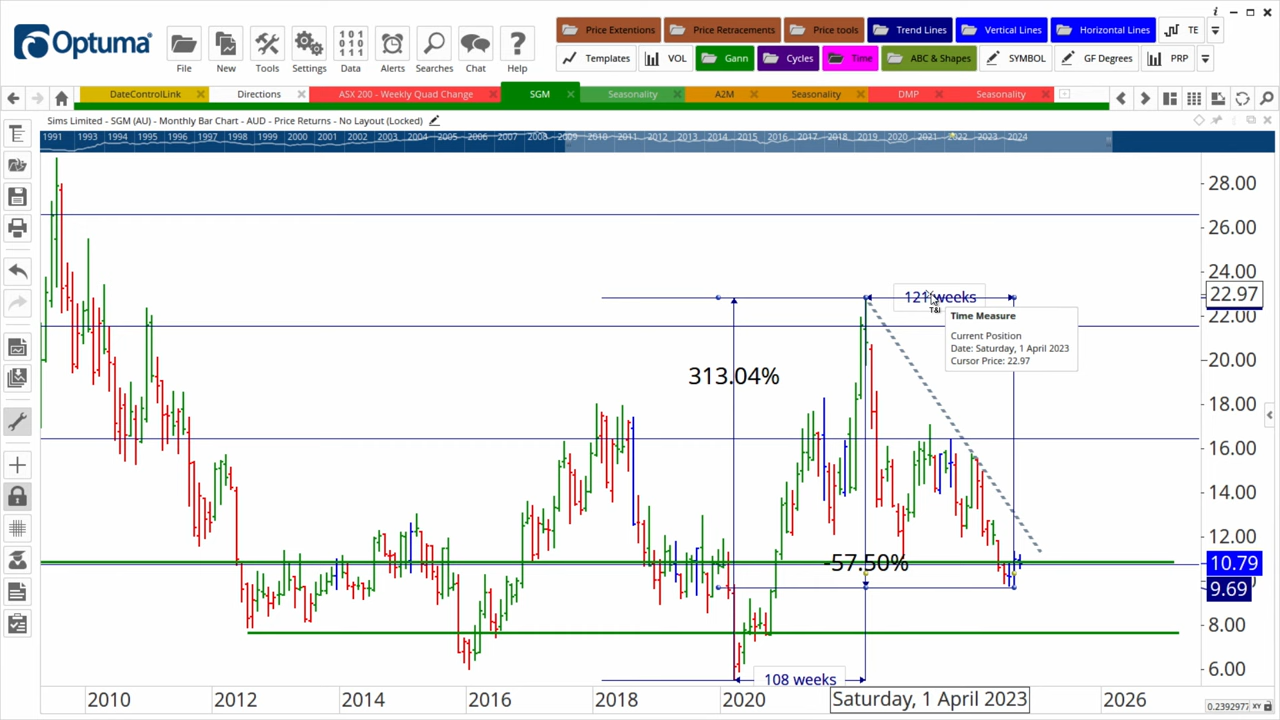 Optuma
File
New
Tools
Settings
Data
Alerts
Searches
Chat
Help
Price Extentions
Price Retracements
Price tools
Trend Lines
Vertical Lines
Horizontal Lines
TE
Templates
VOL
Gann
Cycles
Time
ABC & Shapes
SYMBOL
GF Degrees
PRP
DateControlLink
Directions
ASX 200 - Weekly Quad Change
SGM
Seasonality
A2M
Seasonality
DMP
Seasonality
Sims Limited - SGM (AU) - Monthly Bar Chart - AUD - Price Returns - No Layout (Locked)
1991 1993 1994 1995 1996 1997 1998 1999 2000 2001 2002 2003 2004 2005 2006 2007 2008 2009 2010 2011 2012 2013 2014 2015 2016 2017 2018 2019 2020 2021 2022 2023 2024
28.00
26.00
24.00
22.97
22.00
20.00
18.00
16.00
14.00
12.00
10.79
9.69
8.00
6.00
121 weeks
T&I
Time Measure
Current Position
Date: Saturday, 1 April 2023
Cursor Price: 22.97
313.04%
-57.50%
108 weeks
2010 2012 2014 2016 2018 2020 Saturday, 1 April 2023 2026
XY